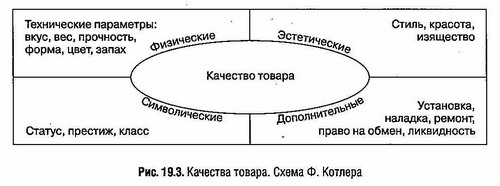 Технические параметры:
вкус, вес, прочность,
форма, цвет, запах
Физические
Эстетические
Стиль, красота,
изящество
Качество товара
Символические
Дополнительные
Статус, престиж, класс
Установка,
наладка, ремонт,
право на обмен, ликвидность
Рис. 19.3. Качества товара. Схема Ф. Котлера